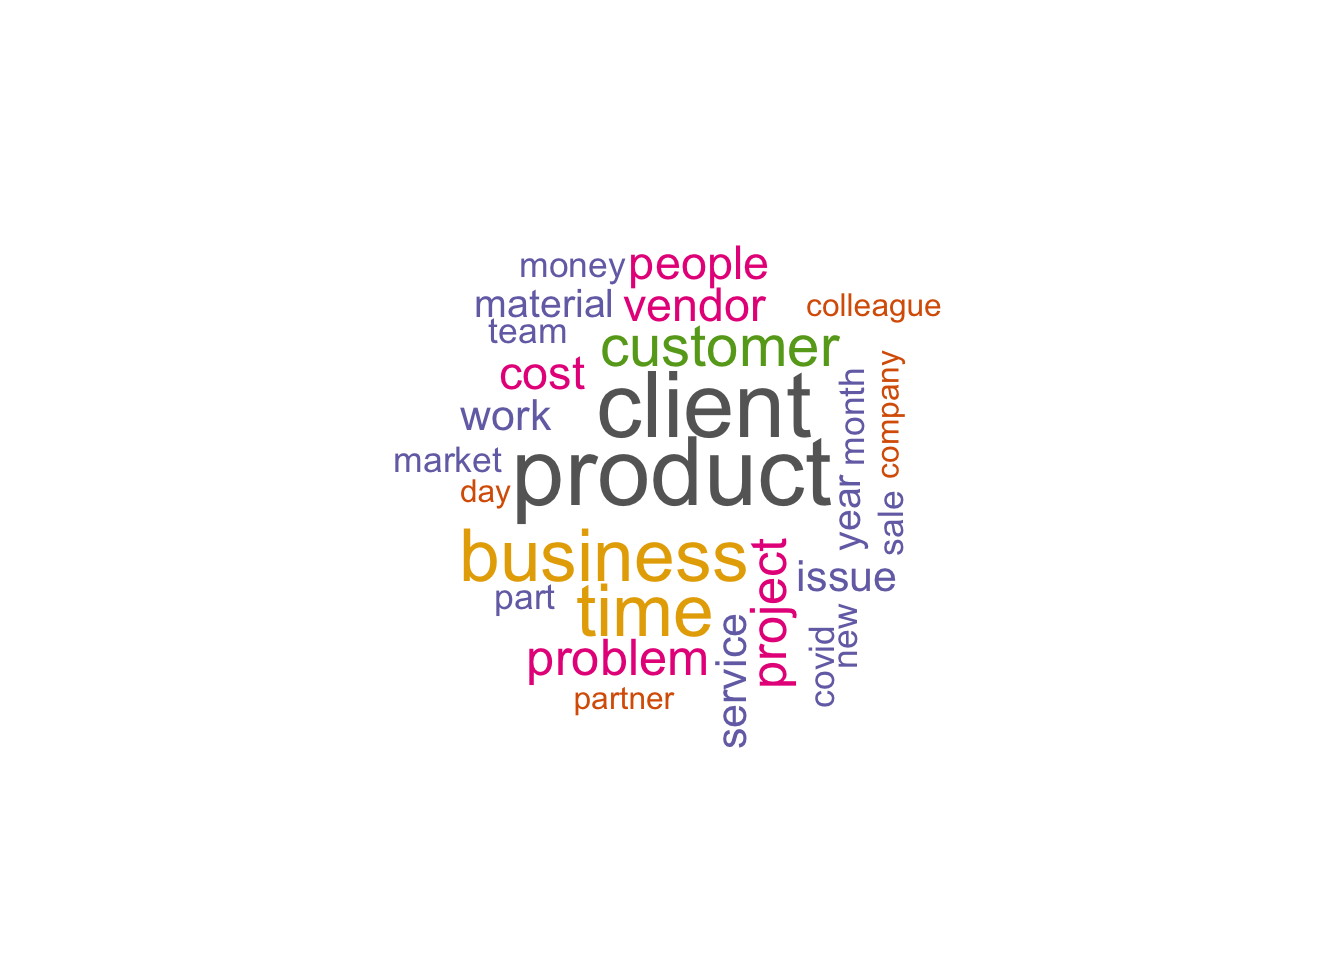 money people
material vendor colleague
team
customer
cost
client
work
month
company
market
product
day
year
sale
business
project
issue
part
time
new
service
covid
problem
partner